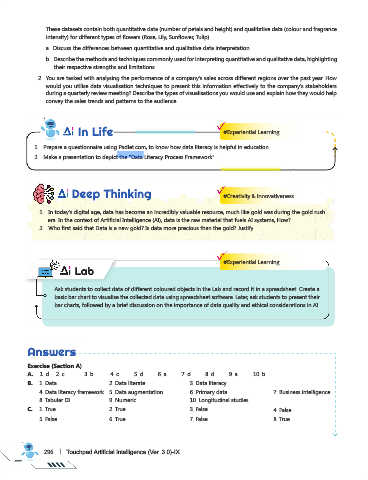 These datasets contain both quantitative data (number of petals and height) and qualitative data (colour and fragrance
intensity) for different types of flowers (Rose, Lily, Sunflower, Tulip)
a Discuss the differences between quantitative and qualitative data interpretation
b Describe the methods and techniques commonly used for interpreting quantitative and qualitative data, highlighting
their respective strengths and limitations
2 You are tasked with analysing the performance of a company's sales across different regions over the past year How
would you utilise data visualisation techniques to present this information effectively to the company's stakeholders
during a quarterly review meeting? Describe the types of visualisations you would use and explain how they would help
convey the sales trends and patterns to the audience
Ai In Life
#Experiential Learning
1 Prepare a questionnaire using Padlet com, to know how data literacy is helpful in education
2 Make a presentation to depict the "Data Literacy Process Framework"
Ai Deep Thinking
#Creativity & Innovativeness
1 In today's digital age, data has become an incredibly valuable resource, much like gold was during the gold rush
era In the context of Artificial Intelligence (AI), data is the new material that fuels AI systems, How?
2 Who first said that Data is a new gold? Is data more precious than the gold? Justify
Ai Lab
#Experiential Learning
Ask students to collect data of different coloured objects in the Lab and record it in a spreadsheet Create a
basic bar chart to visualise the collected data using spreadsheet software Later, ask students to present their
bar charts, followed by a brief discussion on the importance of data quality and ethical considerations in AI
Answers
Exercise (Section A)
A. 1 d 2 c 3 b 4 c 5 d 6 a 7 d 8 d 9 a 10 b
B. 1 Data 2 Data literate 3 Data literacy
4 Data literacy framework 5 Data augmentation 6 Primary data 7 Business intelligence
8 Tabular DI 9 Numeric 10 Longitudinal studies
C. 1 True 2 True 3 False 4 False
5 False 6 True 7 False 8 True
296 | Touchpad Artificial Intelligence (Ver 3 0)-IX